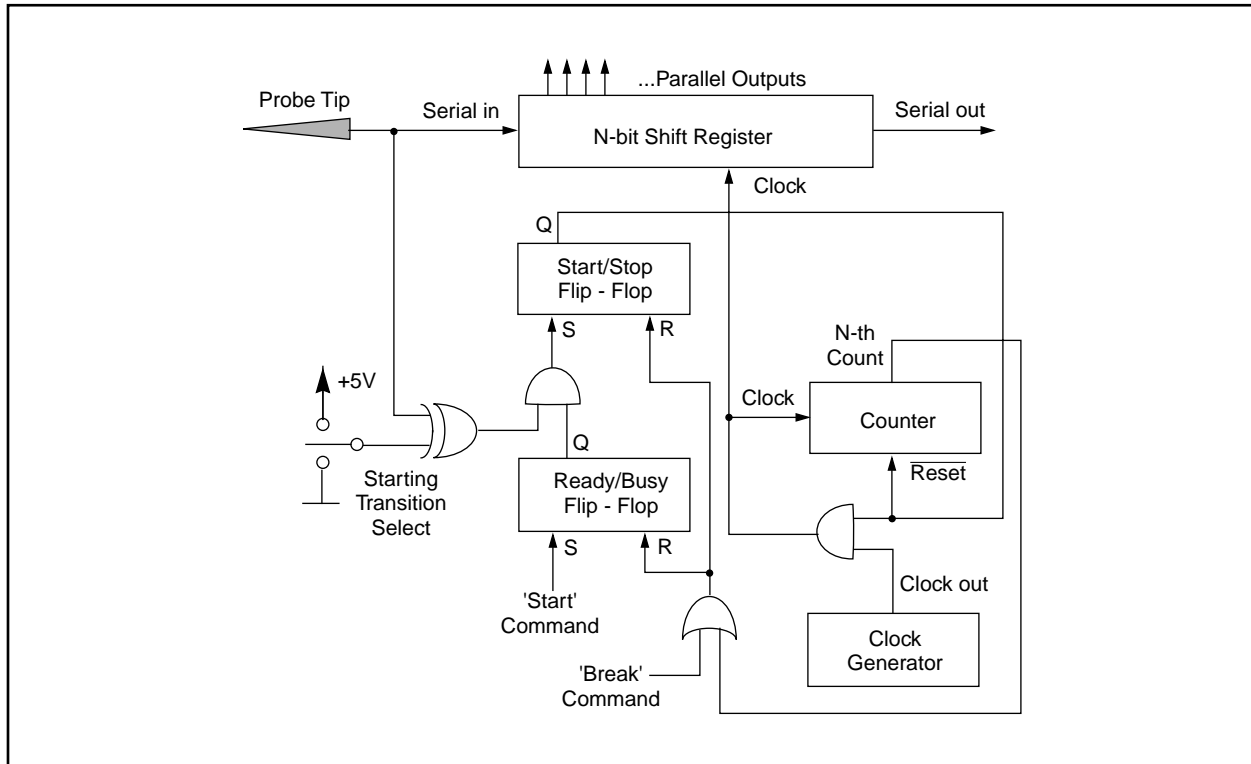 ...Parallel Outputs
Probe Tip
Serial in
Serial out
N-bit Shift Register
Clock
Q
Start/Stop
Flip - Flop
S
R
N-th
Count
+5V
Clock
Counter
Q
Reset
Starting
Transition
Select
Ready/Busy
Flip - Flop
S
R
Clock out
'Start'
Command
Clock
Generator
'Break'
Command